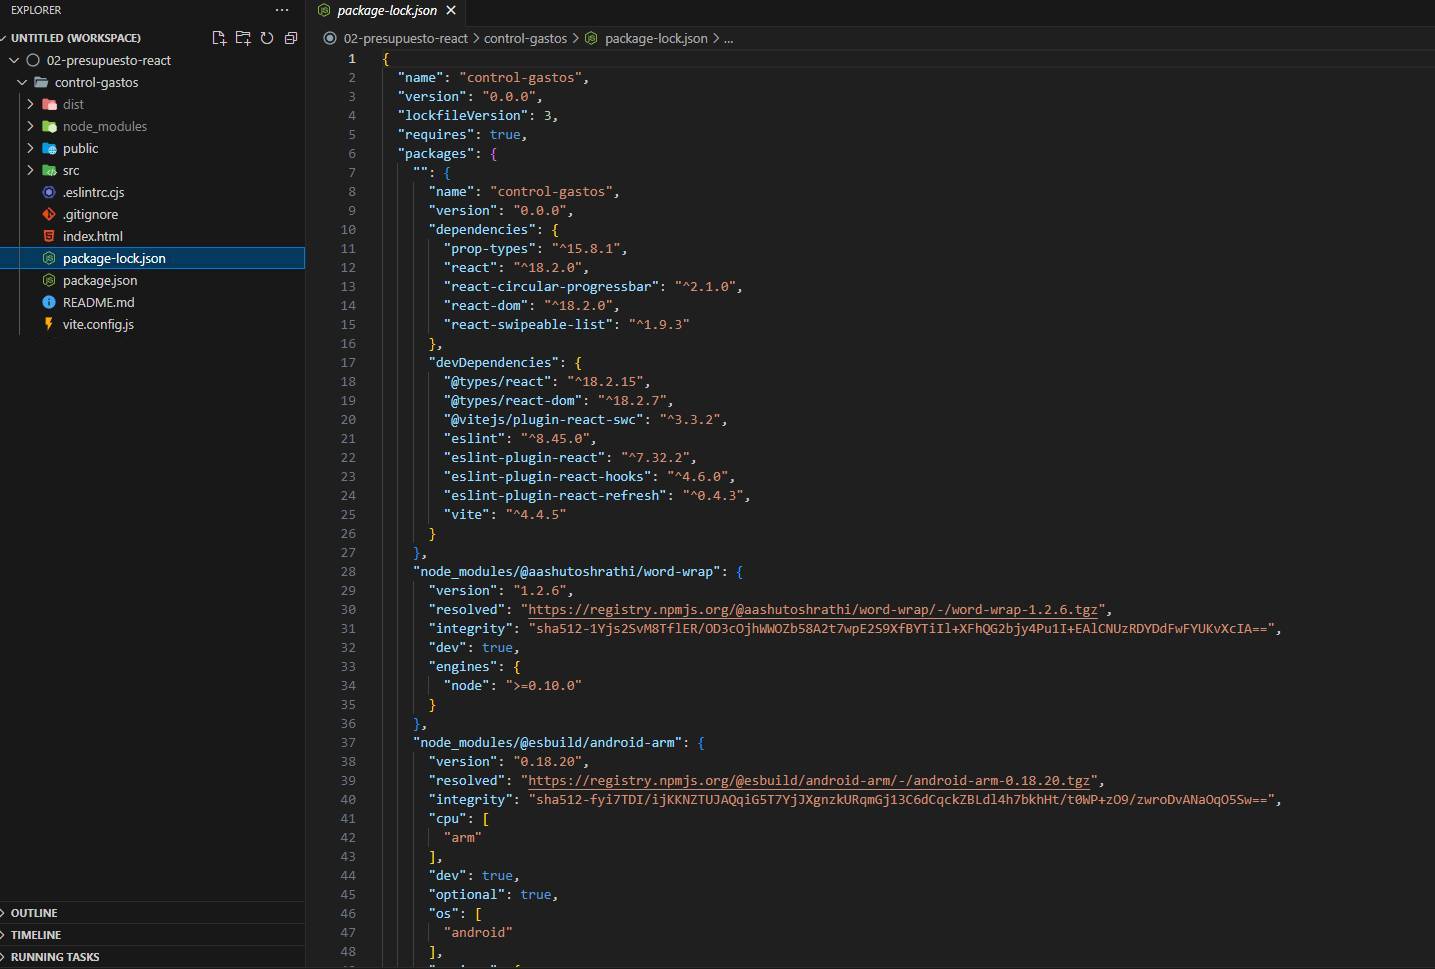 EXPLORER
UNTITLED (WORKSPACE)
02-presupuesto-react
control-gastos
dist
node_modules
public
src
.eslintrc.cjs
.gitignore
index.html
package-lock.json
package.json
README.md
vite.config.js
OUTLINE
TIMELINE
RUNNING TASKS
package-lock.json
02-presupuesto-react > control-gastos > package-lock.json > ...
1 {
2 "name": "control-gastos",
3 "version": "0.0.0",
4 "lockfileVersion": 3,
5 "requires": true,
6 "packages": {
7 "": {
8 "name": "control-gastos",
9 "version": "0.0.0",
10 "dependencies": {
11 "prop-types": "^15.8.1",
12 "react": "^18.2.0",
13 "react-circular-progressbar": "^2.1.0",
14 "react-dom": "^18.2.0",
15 "react-swipeable-list": "^1.9.3"
16 },
17 "devDependencies": {
18 "@types/react": "^18.2.15",
19 "@types/react-dom": "^18.2.7",
20 "@vitejs/plugin-react-swc": "^3.3.2",
21 "eslint": "^8.45.0",
22 "eslint-plugin-react": "^7.32.2",
23 "eslint-plugin-react-hooks": "^4.6.0",
24 "eslint-plugin-react-refresh": "^0.4.3",
25 "vite": "^4.4.5"
26 }
27 },
28 "node_modules/@aashutoshrathi/word-wrap": {
29 "version": "1.2.6",
30 "resolved": "https://registry.npmjs.org/@aashutoshrathi/word-wrap/-/word-wrap-1.2.6.tgz",
31 "integrity": "sha512-1Yjs2SvM8TflER/OD3cOjhWWOZb58A2t7wpE2S9XfBYTiIl+XFhQG2bjy4Pu1I+EAlCNUzRDYDdFwFYUKvXcIA==",
32 "dev": true,
33 "engines": {
34 "node": ">=0.10.0"
35 }
36 },
37 "node_modules/@esbuild/android-arm": {
38 "version": "0.18.20",
39 "resolved": "https://registry.npmjs.org/@esbuild/android-arm/-/android-arm-0.18.20.tgz",
40 "integrity": "sha512-fyi7TDI/ijKKNZTUJAQqiG5T7YjJXgnzkURqmGj13C6dCqckZBLdl4h7bkhHt/t0WP+zO9/zwroDvANaOqO5Sw==",
41 "cpu": [
42 "arm"
43 ],
44 "dev": true,
45 "optional": true,
46 "os": [
47 "android"
48 ],